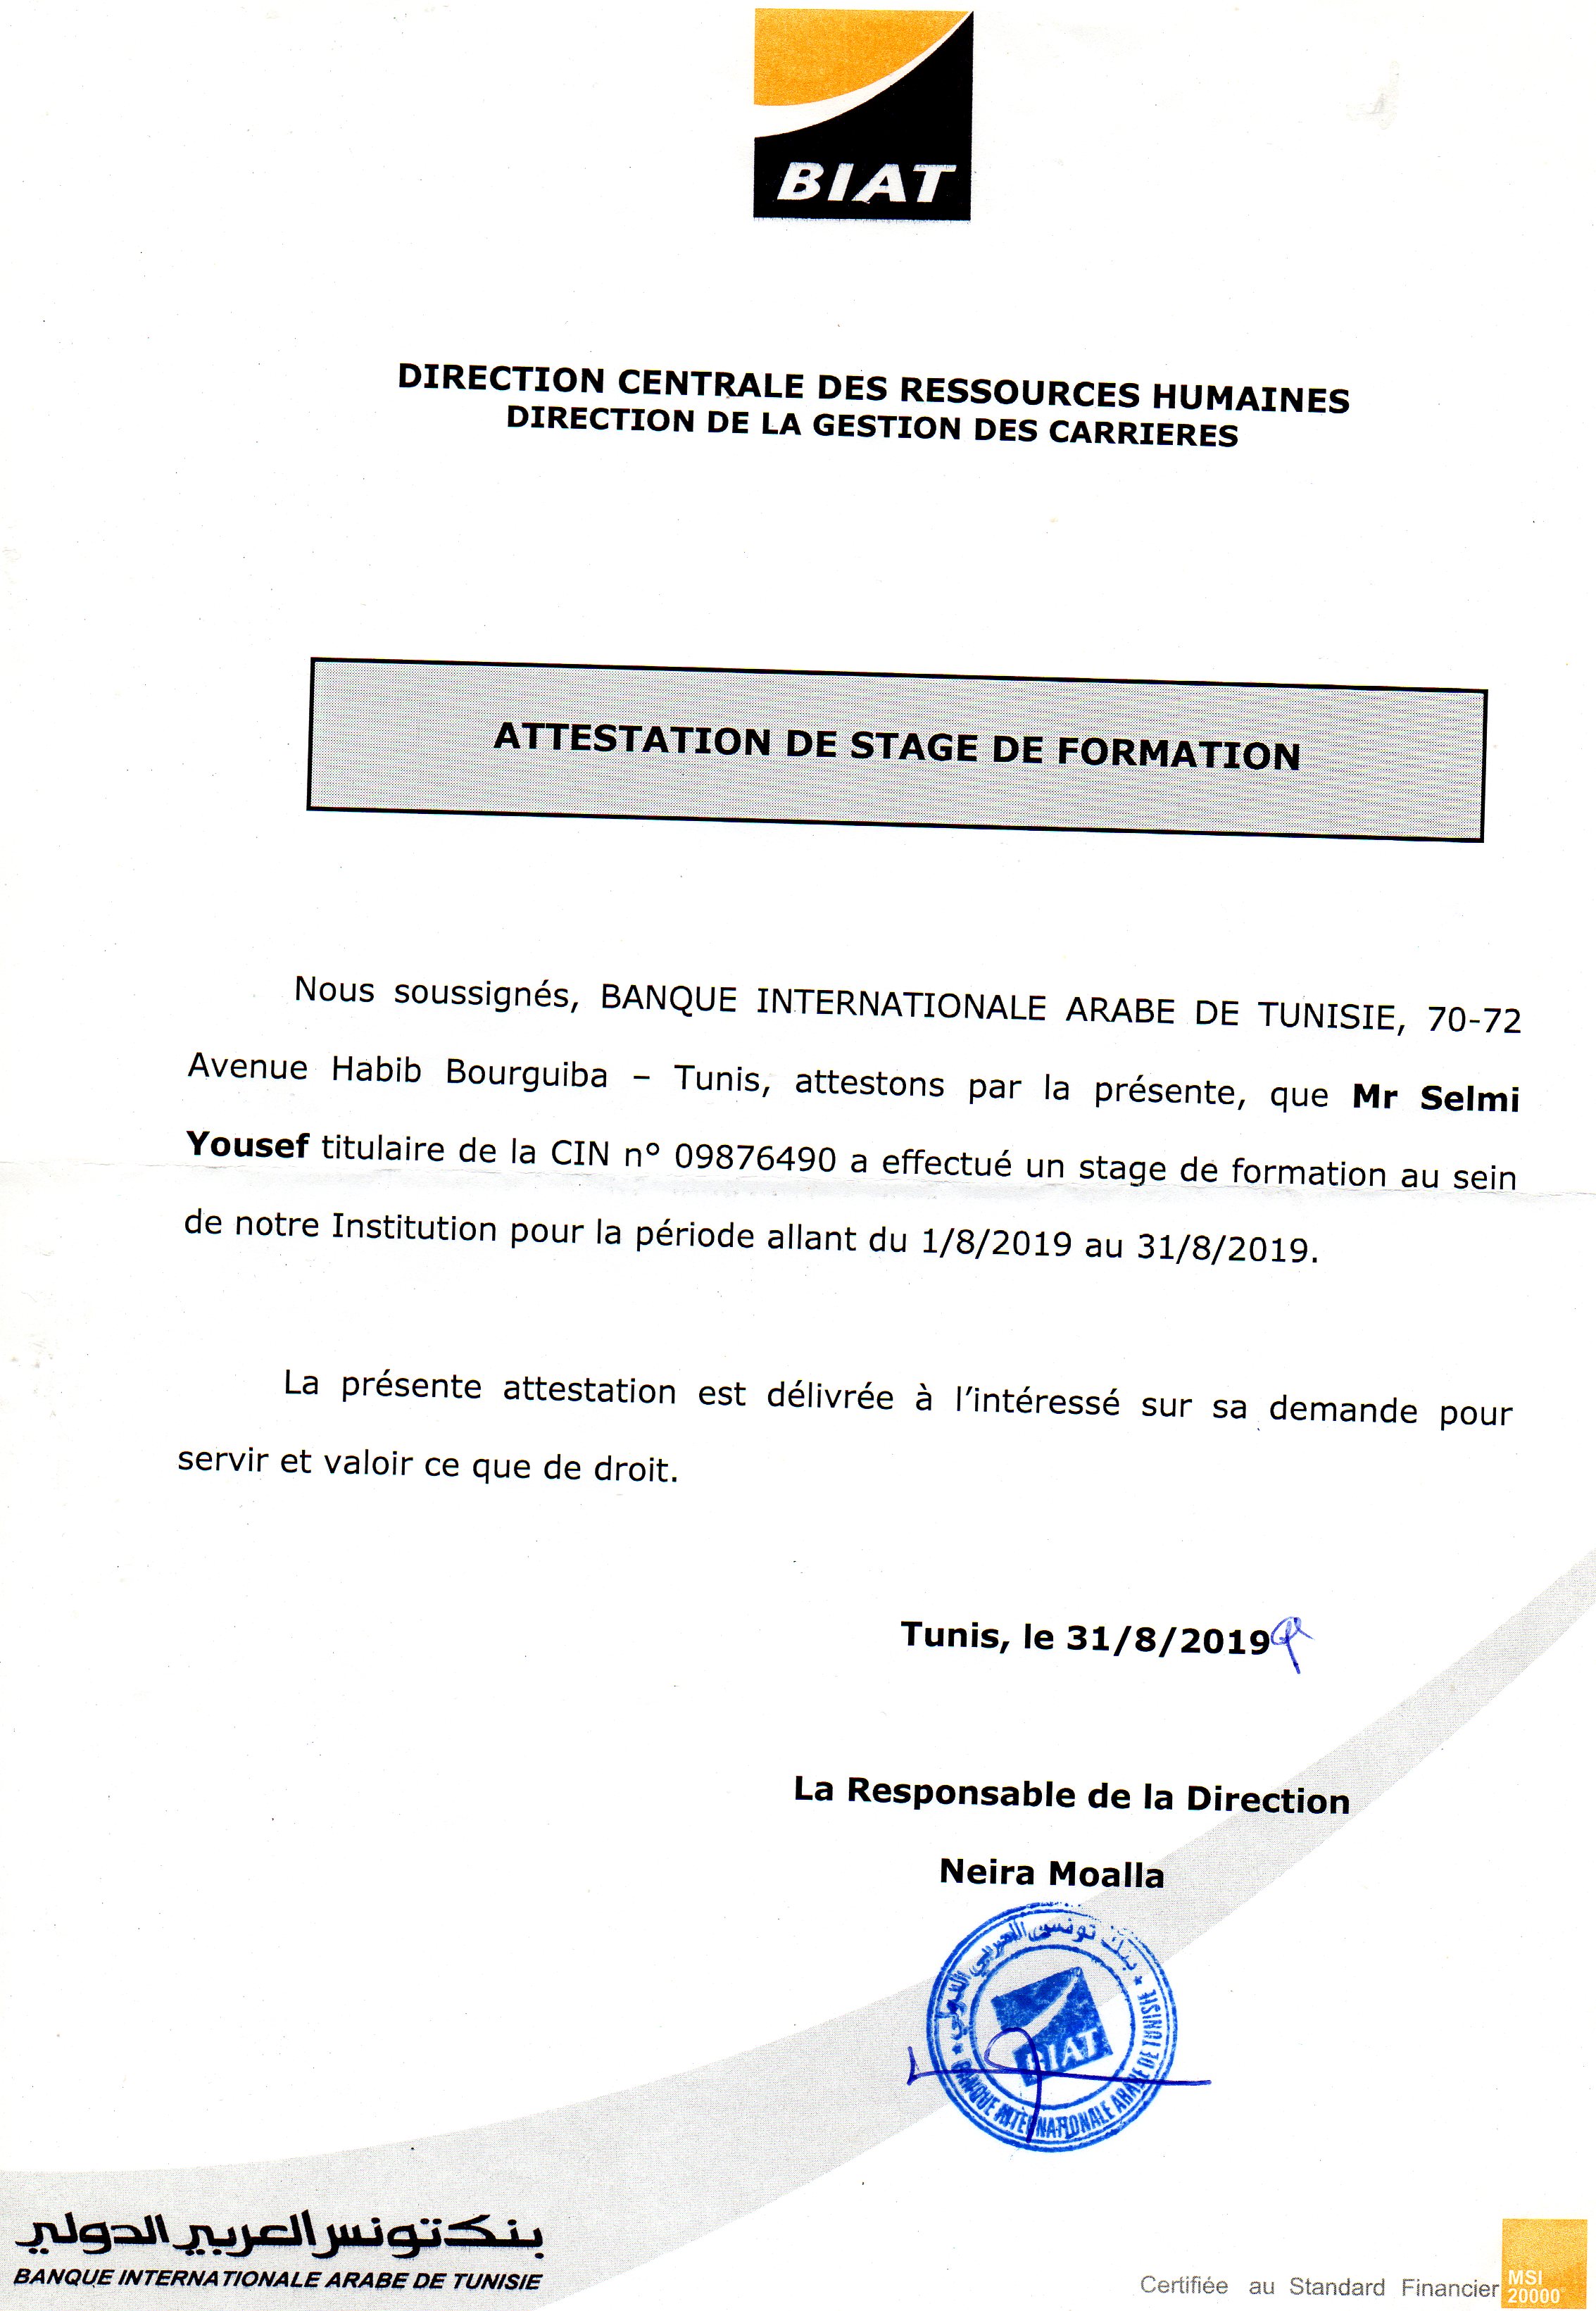 BIAT
DIRECTION CENTRALE DES RESSOURCES HUMAINES
DIRECTION DE LA GESTION DES CARRIERES
ATTESTATION DE STAGE DE FORMATION
Nous soussignés, BANQUE INTERNATIONALE ARABE DE TUNISIE, 70-72
Avenue Habib Bourguiba – Tunis, attestons par la présente, que Mr Selmi
Yousef titulaire de la CIN n° 09876490 a effectué un stage de formation au sein
de notre Institution pour la période allant du 1/8/2019 au 31/8/2019.
La présente attestation est délivrée à l'intéressé sur sa demande pour
servir et valoir ce que de droit.
Tunis, le 31/8/2019
La Responsable de la Direction
Neira Moalla
بنك تونس العربي الدولي
BIAT
BANQUE INTERNATIONALE ARABE DE TUNISIE
بنك تونس العربي الدولي
BANQUE INTERNATIONALE ARABE DE TUNISIE
Certifiée au Standard Financier
MSI
20000